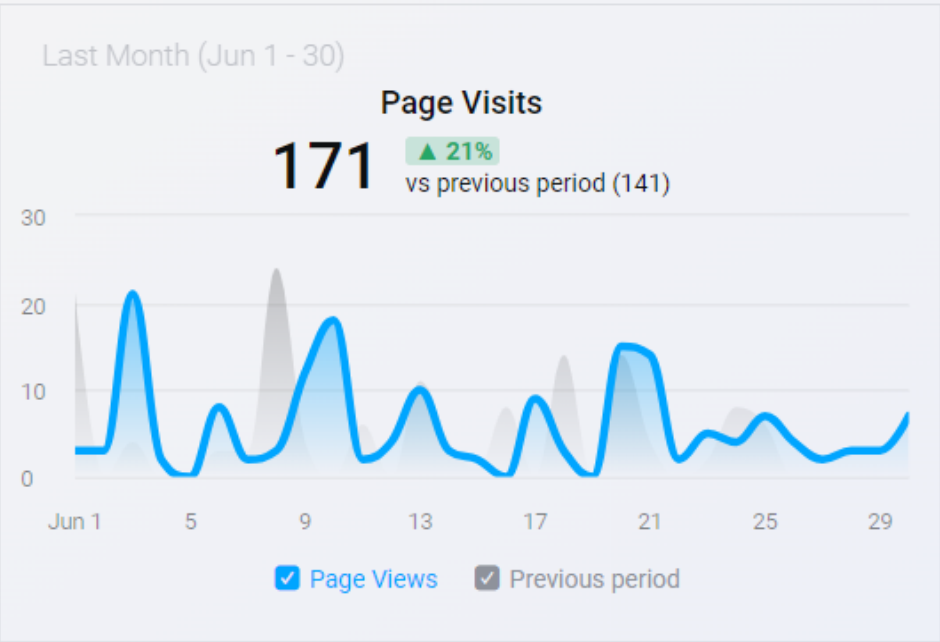 Last Month (Jun 1 - 30)
Page Visits
171
▲ 21%
vs previous period (141)
30
20
10
0
Jun 1 5 9 13 17 21 25 29
Page Views Previous period